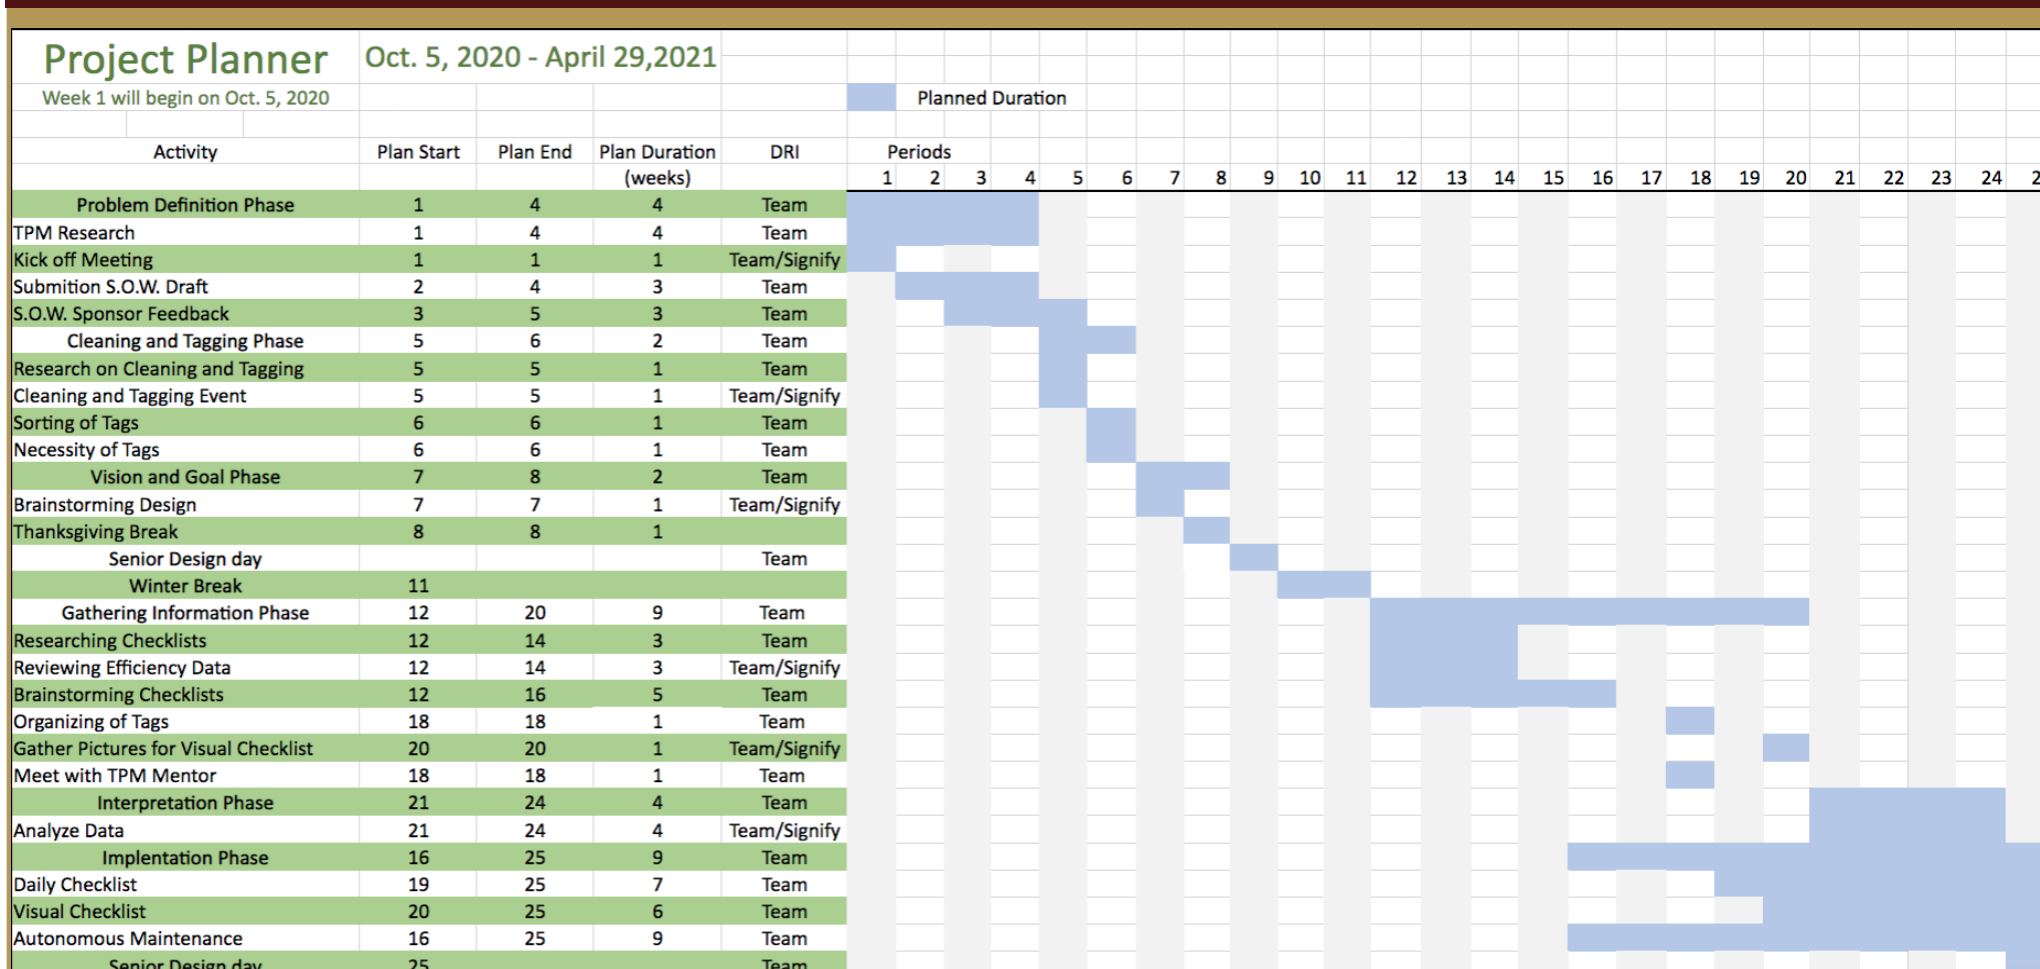 Project Planner Oct. 5, 2020 - April 29,2021
Week 1 will begin on Oct. 5, 2020 Planned Duration
Activity Plan Start Plan End Plan Duration DRI Periods
(weeks) 1 2 3 4 5 6 7 8 9 10 11 12 13 14 15 16 17 18 19 20 21 22 23 24
Problem Definition Phase 1 4 4 Team
TPM Research 1 4 4 Team
Kick off Meeting 1 1 1 Team/Signify
Submition S.O.W. Draft 2 4 3 Team
S.O.W. Sponsor Feedback 3 5 3 Team
Cleaning and Tagging Phase 5 6 2 Team
Research on Cleaning and Tagging 5 5 1 Team
Cleaning and Tagging Event 5 5 1 Team/Signify
Sorting of Tags 6 6 1 Team
Necessity of Tags 6 6 1 Team
Vision and Goal Phase 7 8 2 Team
Brainstorming Design 7 7 1 Team/Signify
Thanksgiving Break 8 8 1
Senior Design day Team
Winter Break 11
Gathering Information Phase 12 20 9 Team
Researching Checklists 12 14 3 Team
Reviewing Efficiency Data 12 14 3 Team/Signify
Brainstorming Checklists 12 16 5 Team
Organizing of Tags 18 18 1 Team
Gather Pictures for Visual Checklist 20 20 1 Team/Signify
Meet with TPM Mentor 18 18 1 Team
Interpretation Phase 21 24 4 Team
Analyze Data 21 24 4 Team/Signify
Implentation Phase 16 25 9 Team
Daily Checklist 19 25 7 Team
Visual Checklist 20 25 6 Team
Autonomous Maintenance 16 25 9 Team
Senior Design day 25 Team